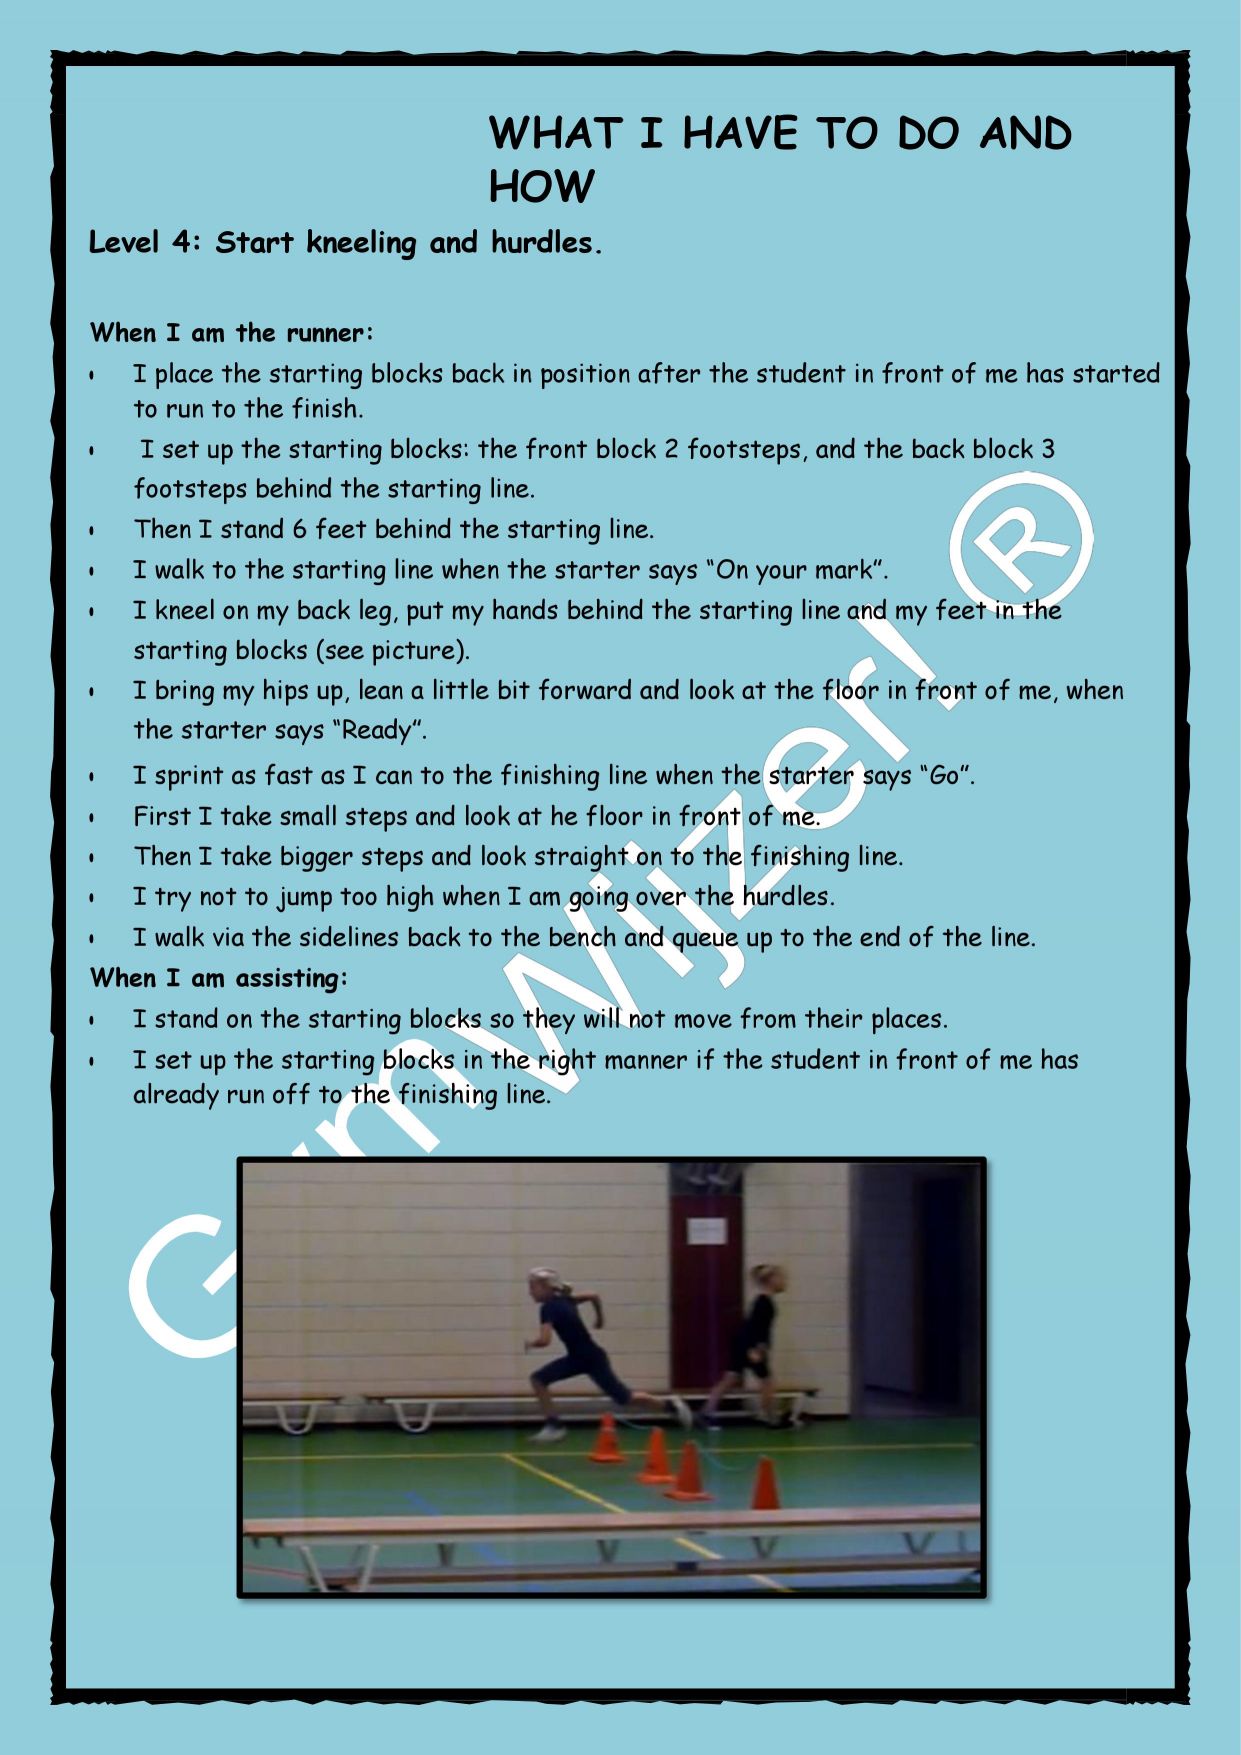 WHAT I HAVE TO DO AND
HOW
Level 4: Start kneeling and hurdles.
When I am the runner:
• I place the starting blocks back in position after the student in front of me has started
to run to the finish.
• I set up the starting blocks: the front block 2 footsteps, and the back block 3
footsteps behind the starting line.
• Then I stand 6 feet behind the starting line.
• I walk to the starting line when the starter says “On your mark”.
• I kneel on my back leg, put my hands behind the starting line and my feet in the
starting blocks (see picture).
• I bring my hips up, lean a little bit forward and look at the floor in front of me, when
the starter says “Ready”.
• I sprint as fast as I can to the finishing line when the starter says “Go”.
• First I take small steps and look at he floor in front of me.
• Then I take bigger steps and look straight on to the finishing line.
• I try not to jump too high when I am going over the hurdles.
• I walk via the sidelines back to the bench and queue up to the end of the line.
When I am assisting:
• I stand on the starting blocks so they will not move from their places.
• I set up the starting blocks in the right manner if the student in front of me has
already run off to the finishing line.
GymWijzer! ®